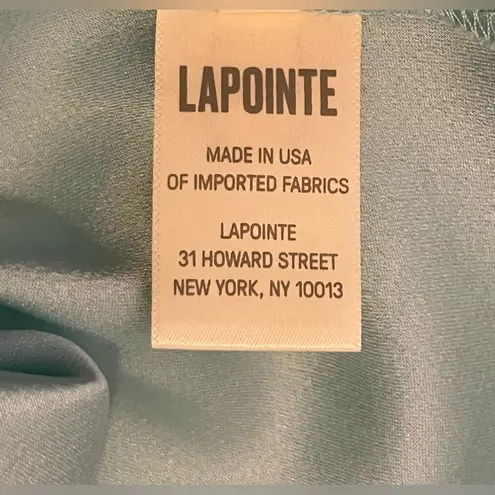 LAPOINTE
MADE IN USA
OF IMPORTED FABRICS
LAPOINTE
31 HOWARD STREET
NEW YORK, NY 10013